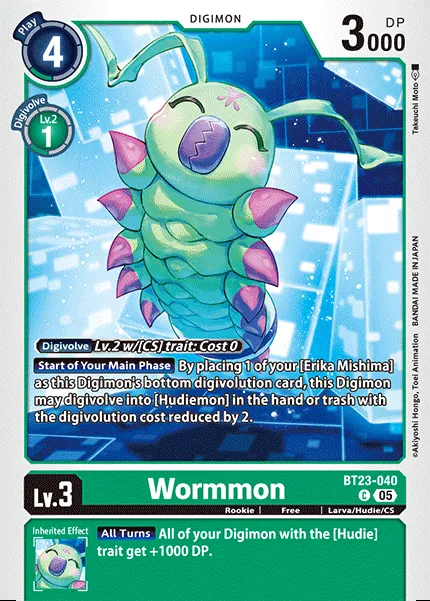 DIGIMON
Play
4
DP
3000
Digivolve
Lv.2
1
Takeuchi Moto
©Akiyoshi Hongo, Toei Animation BANDAI MADE IN JAPAN
Digivolve Lv.2 w/[CS] trait: Cost 0
Start of Your Main Phase By placing 1 of your [Erika Mishima]
as this Digimon's bottom digivolution card, this Digimon
may digivolve into [Hudiemon] in the hand or trash with
the digivolution cost reduced by 2.
BT23-040
Lv.3
Wormmon
C 05
Rookie | Free | Larva/Hudie/CS
Inherited Effect
All Turns All of your Digimon with the [Hudie]
trait get +1000 DP.